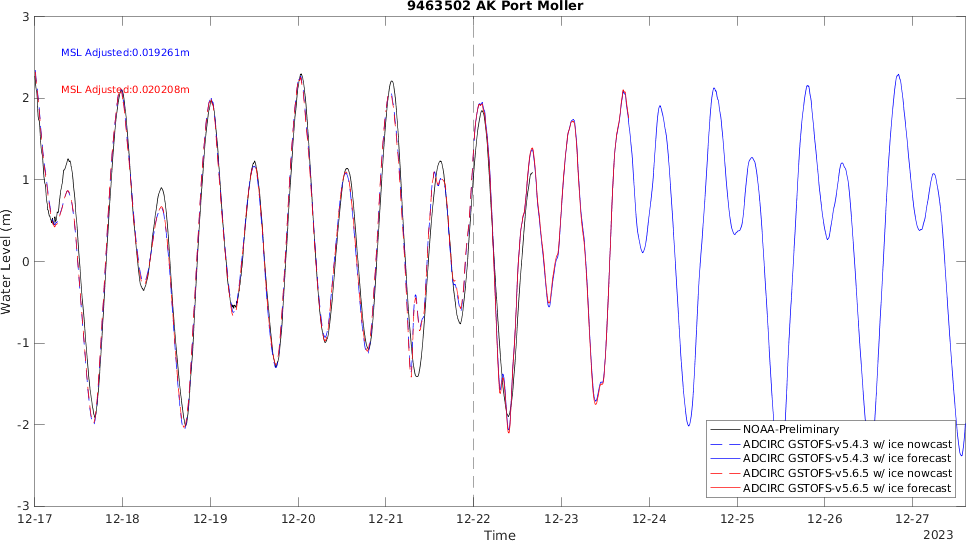 9463502 AK Port Moller
MSL Adjusted:0.019261m
MSL Adjusted:0.020208m
Water Level (m)
3
2
1
0
-1
-2
-3
NOAA-Preliminary
ADCIRC GSTOFS-v5.4.3 w/ ice nowcast
ADCIRC GSTOFS-v5.4.3 w/ ice forecast
ADCIRC GSTOFS-v5.6.5 w/ ice nowcast
ADCIRC GSTOFS-v5.6.5 w/ ice forecast
12-17 12-18 12-19 12-20 12-21 12-22 12-23 12-24 12-25 12-26 12-27
Time
2023